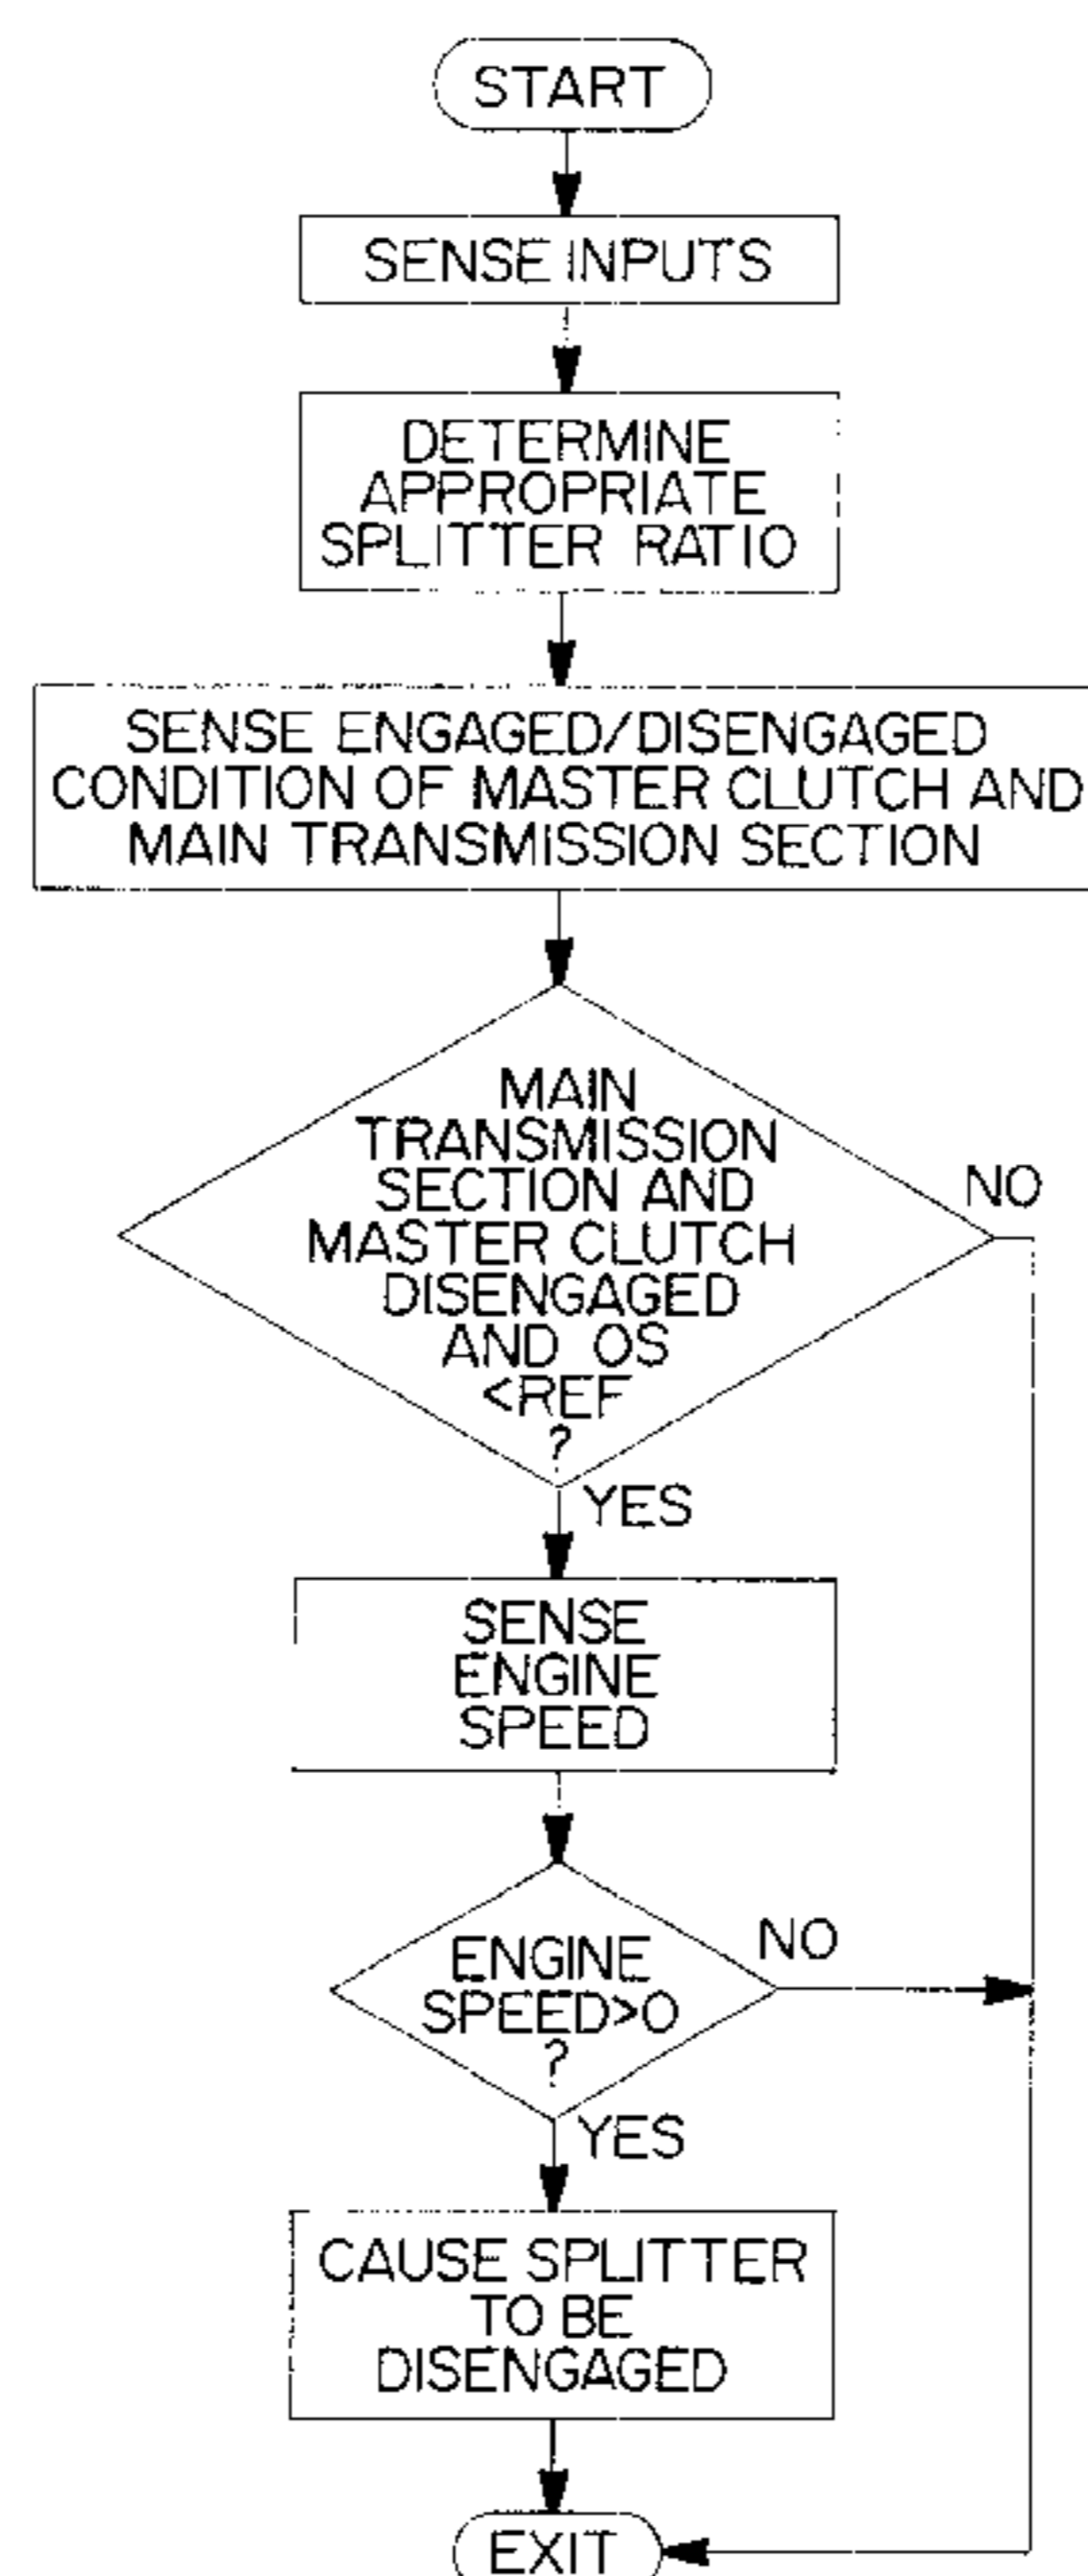 START
SENSE INPUTS
DETERMINE
APPROPRIATE
SPLITTER RATIO
SENSE ENGAGED/DISENGAGED
CONDITION OF MASTER CLUTCH AND
MAIN TRANSMISSION SECTION
MAIN
TRANSMISSION
SECTION AND
MASTER CLUTCH
DISENGAGED
AND OS
<REF
?
NO
YES
SENSE
ENGINE
SPEED
ENGINE
SPEED>0
?
NO
YES
CAUSE SPLITTER
TO BE
DISENGAGED
EXIT